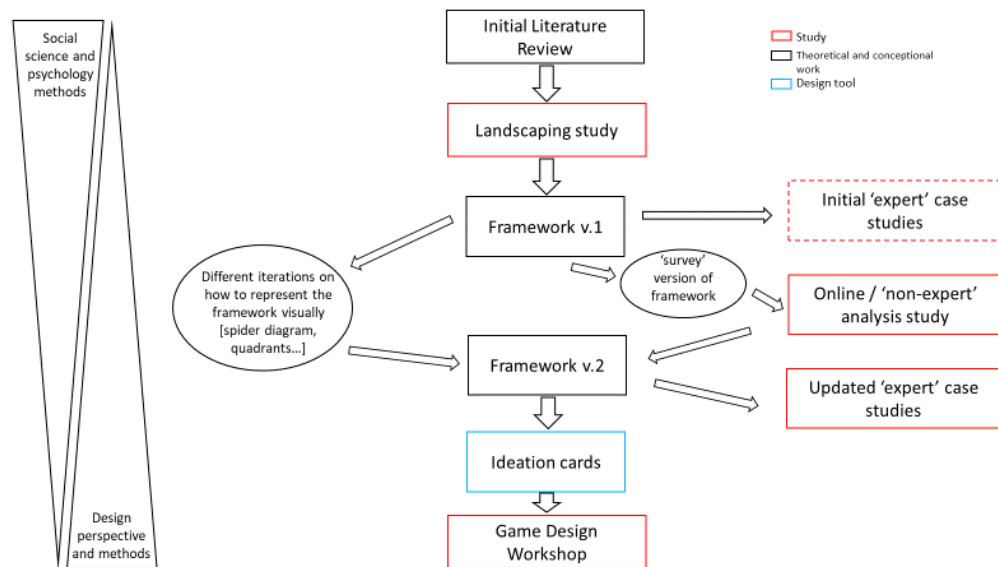 Social
science and
psychology
methods
Initial Literature
Review
Study
Theoretical and conceptional
work
Design tool
Landscaping study
Framework v.1
Initial ‘expert’ case
studies
Different iterations on
how to represent the
framework visually
[spider diagram,
quadrants...]
‘survey’
version of
framework
Online / ‘non-expert’
analysis study
Framework v.2
Updated ‘expert’ case
studies
Ideation cards
Game Design
Workshop
Design
perspective
and methods